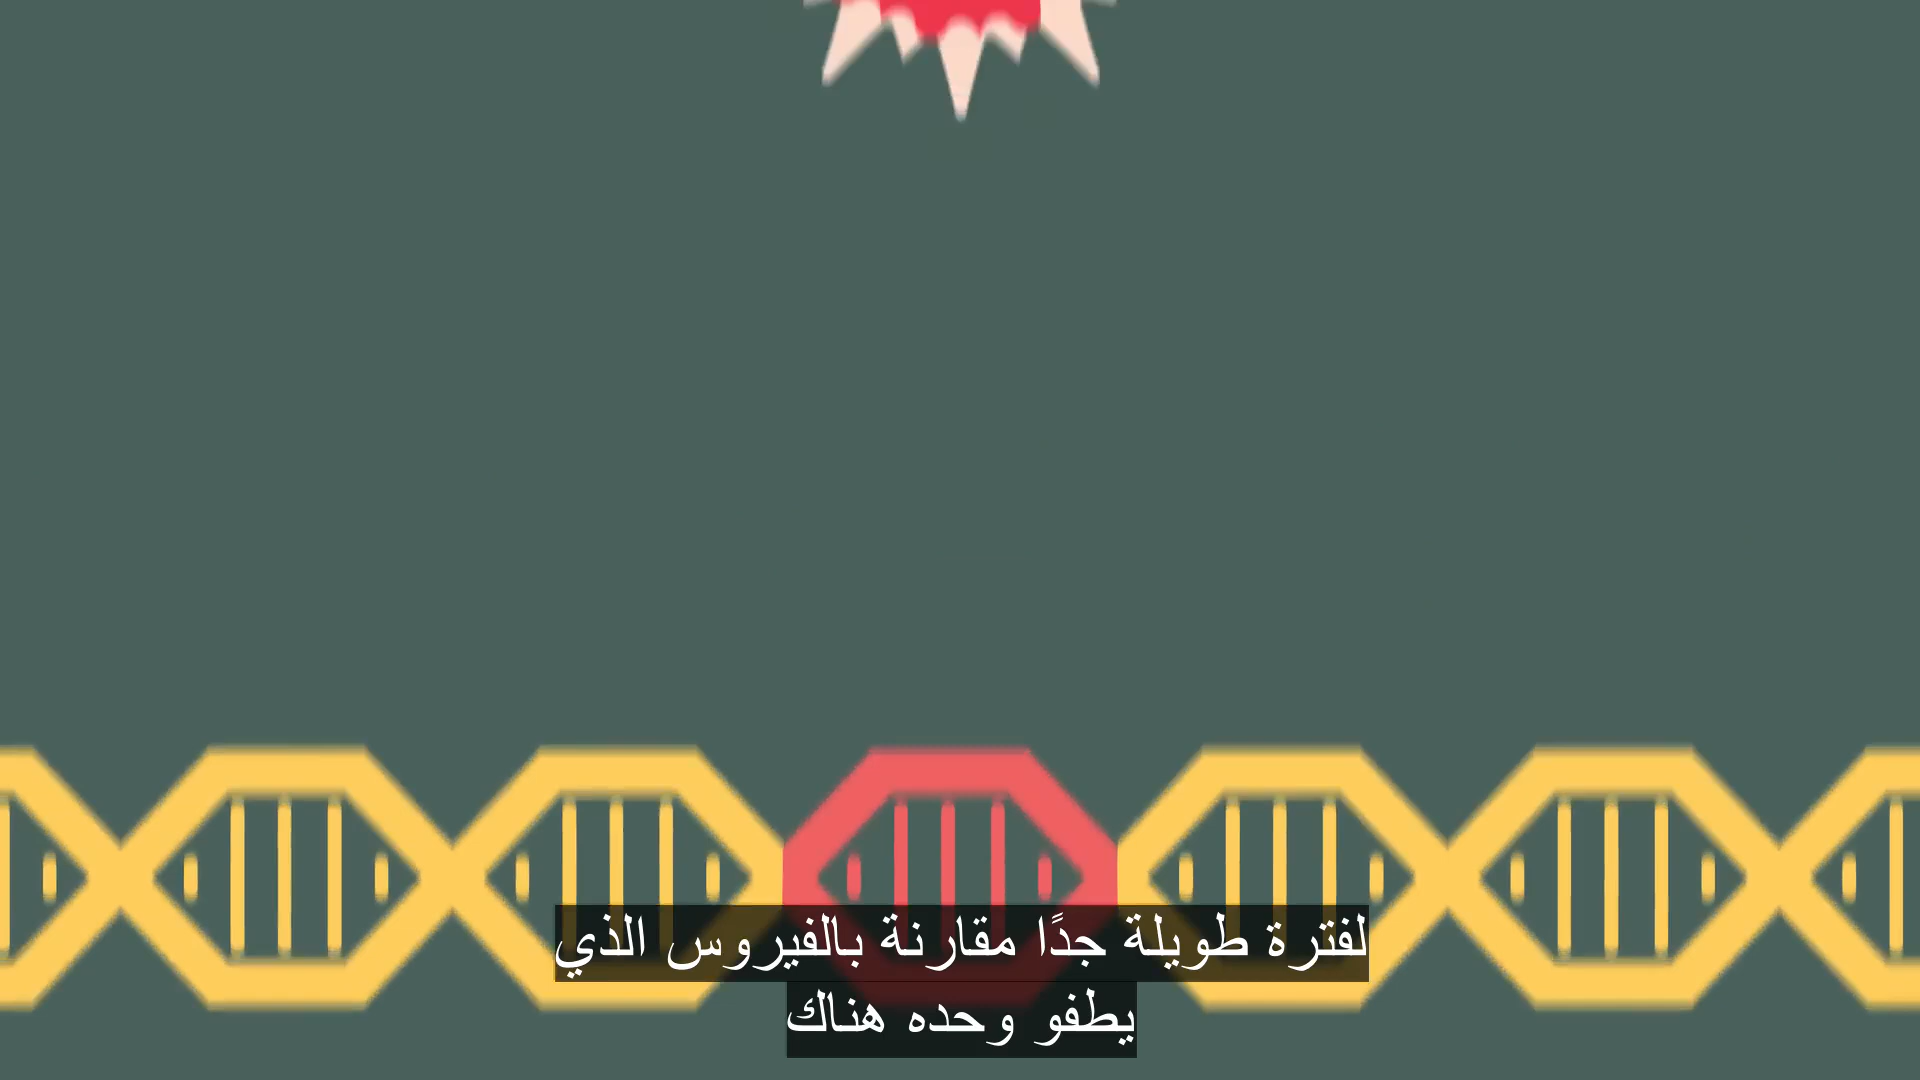 لفترة طويلة جدًا مقارنة بالفيروس الذي
يطفو وحده هناك